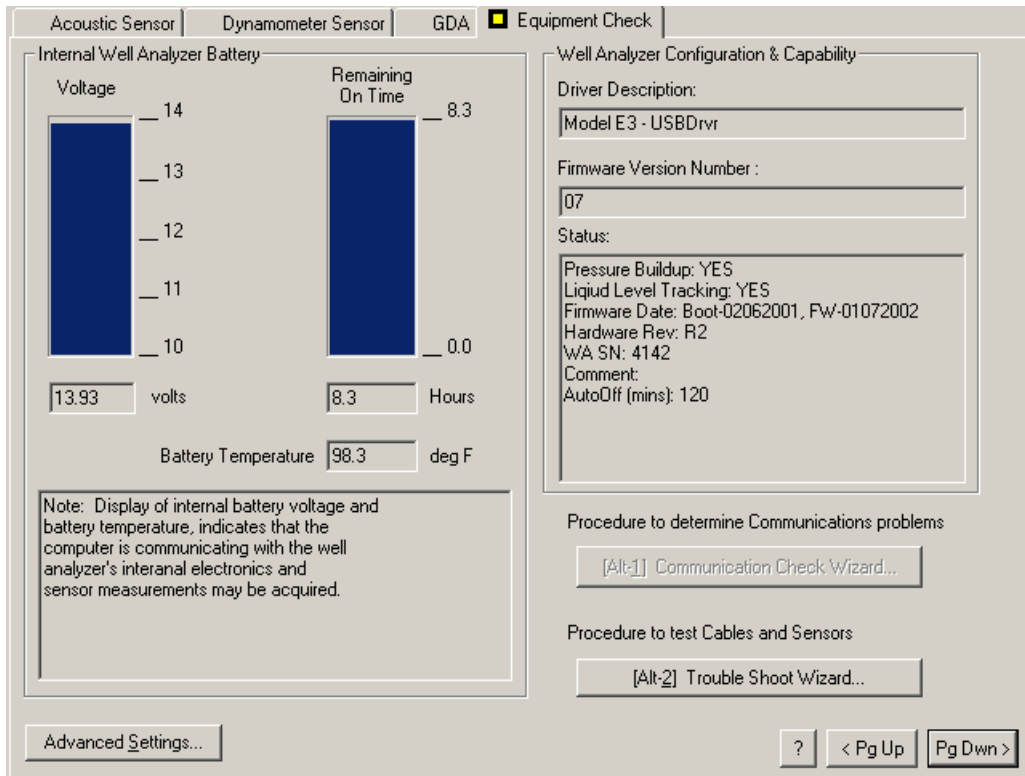 Acoustic Sensor
Dynamometer Sensor
GDA
Equipment Check
Internal Well Analyzer Battery
Voltage
14
13
12
11
10
13.93 volts
Remaining
On Time
8.3
0.0
8.3 Hours
Battery Temperature 98.3 deg F
Note: Display of internal battery voltage and
battery temperature, indicates that the
computer is communicating with the well
analyzer's interanal electronics and
sensor measurements may be acquired.
Well Analyzer Configuration & Capability
Driver Description:
Model E3 - USBDrvr
Firmware Version Number :
07
Status:
Pressure Buildup: YES
Liqiud Level Tracking: YES
Firmware Date: Boot-02062001, FW-01072002
Hardware Rev: R2
WA SN: 4142
Comment:
AutoOff (mins): 120
Procedure to determine Communications problems
[Alt-1] Communication Check Wizard...
Procedure to test Cables and Sensors
[Alt-2] Trouble Shoot Wizard...
Advanced Settings...
?
< Pg Up
Pg Dwn >